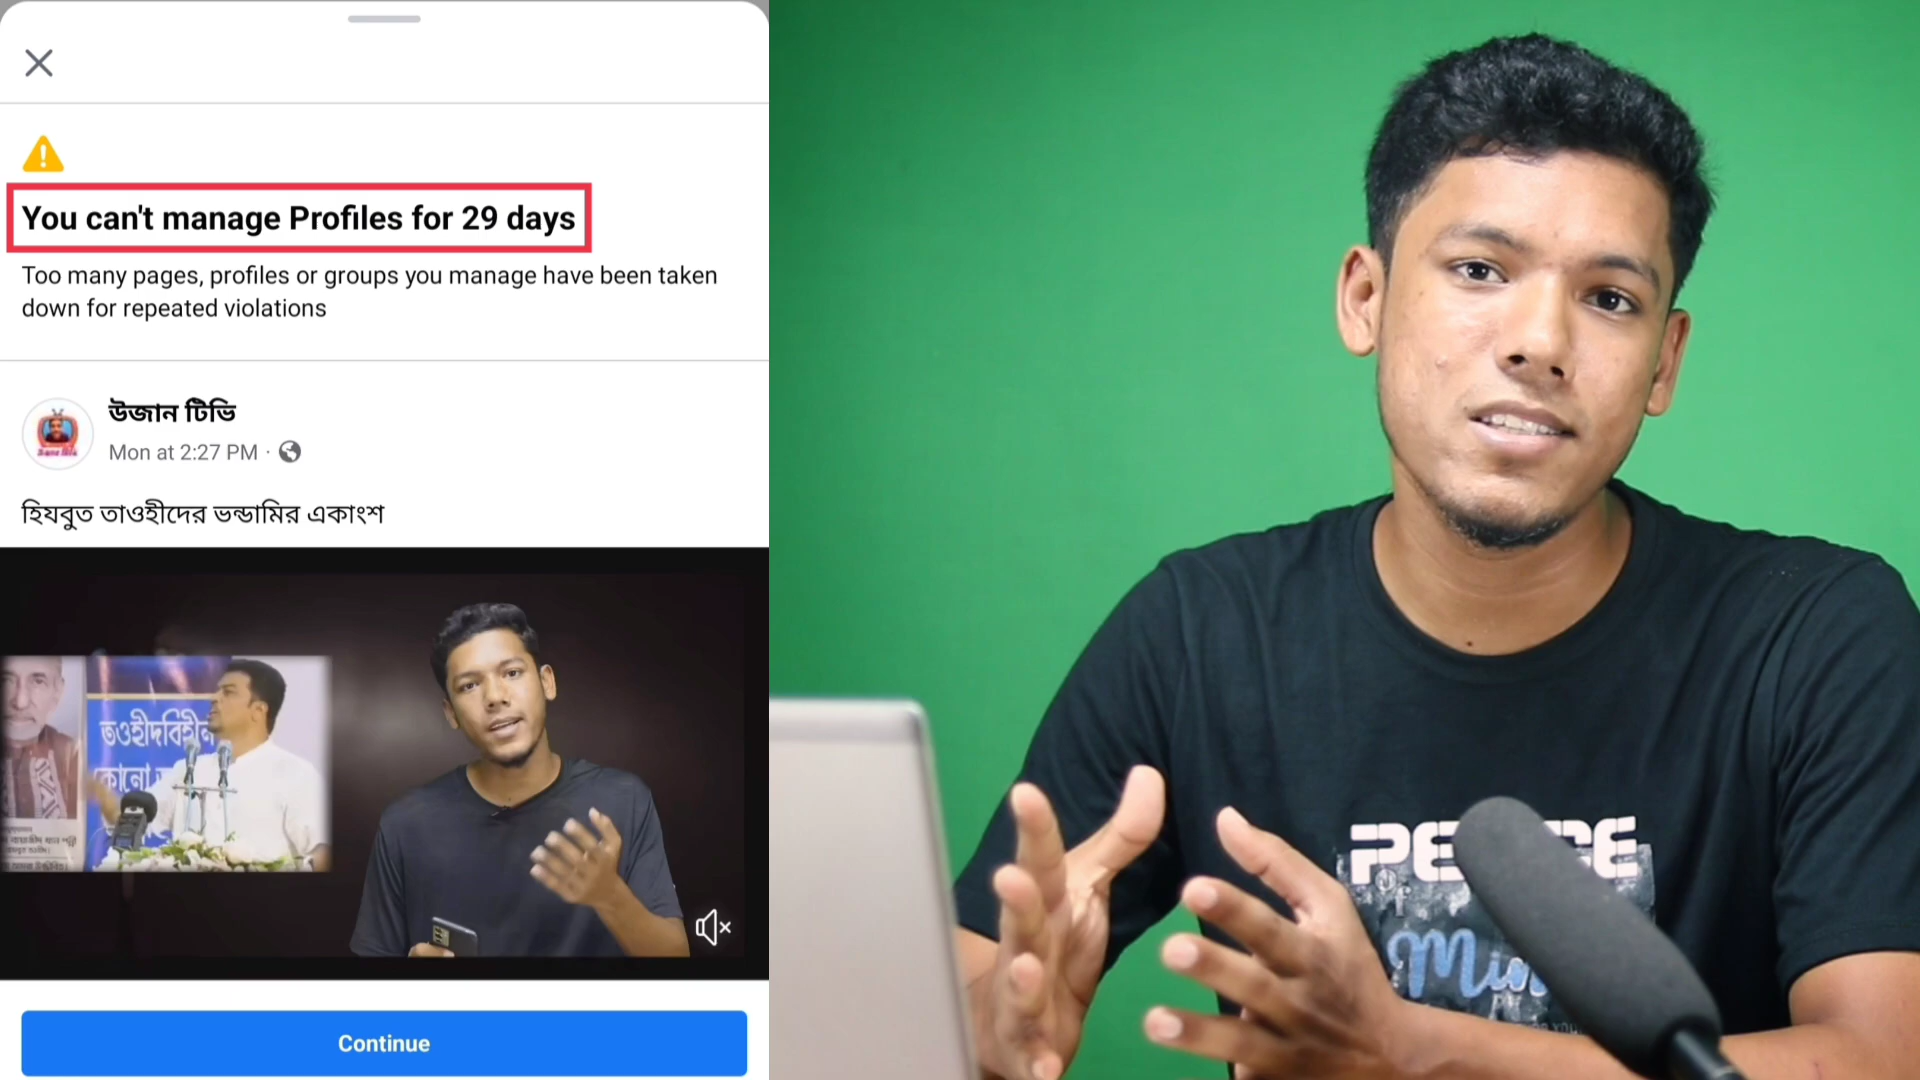 You can't manage Profiles for 29 days
Too many pages, profiles or groups you manage have been taken
down for repeated violations
উজান টিভি
Mon at 2:27 PM ·
হিযবুত তাওহীদের ভন্ডামির একাংশ
তওহীদবিহীন
কোনো
Continue
of